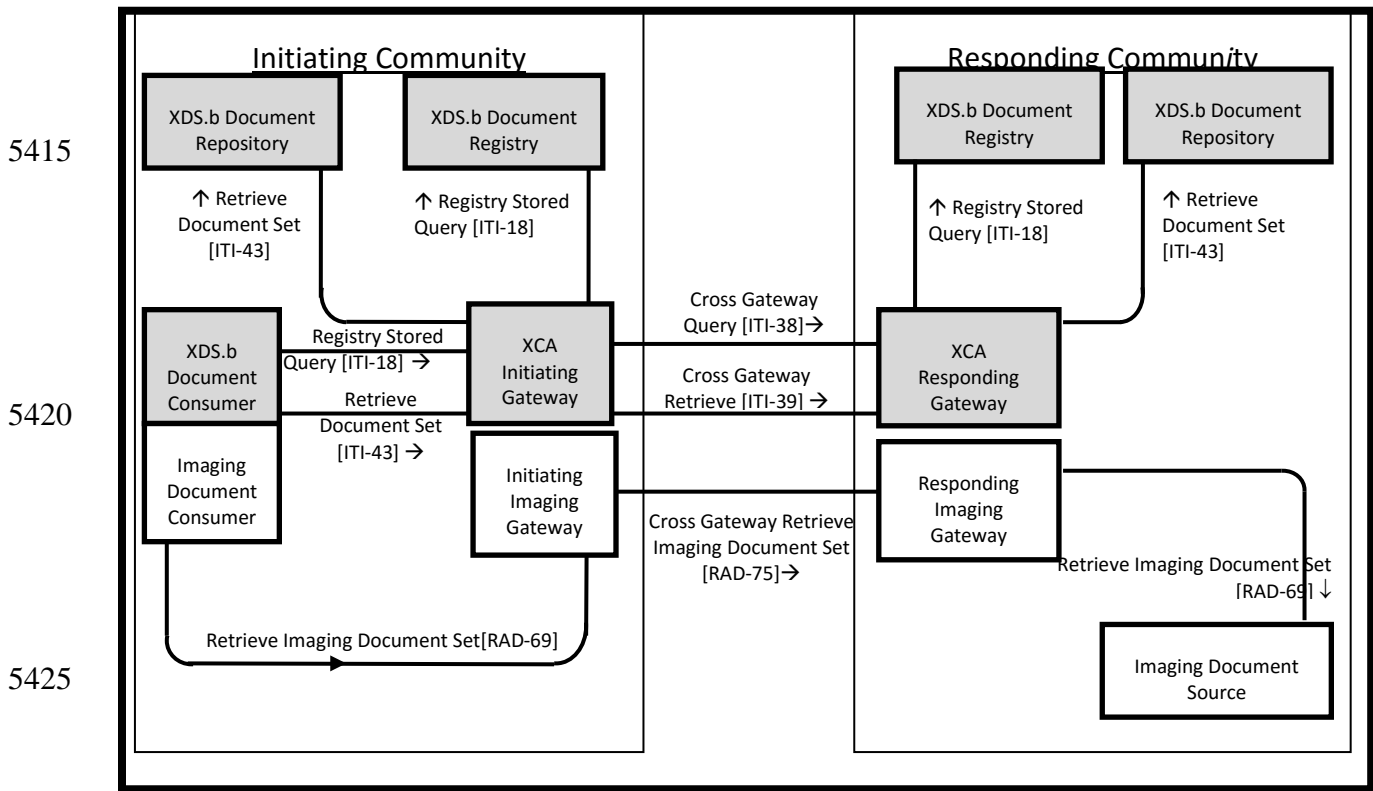 Initiating Community
Responding Community
XDS.b Document
Repository
XDS.b Document
Registry
XDS.b Document
Registry
XDS.b Document
Repository
5415
↑ Retrieve
Document Set
[ITI-43]
↑ Registry Stored
Query [ITI-18]
↑ Registry Stored
Query [ITI-18]
↑ Retrieve
Document Set
[ITI-43]
Cross Gateway
Query [ITI-38]→
XDS.b
Document
Consumer
Registry Stored
Query [ITI-18] →
XCA
Initiating
Gateway
XCA
Responding
Gateway
Cross Gateway
Retrieve [ITI-39] →
5420
Retrieve
Document Set
[ITI-43] →
Imaging
Document
Consumer
Initiating
Imaging
Gateway
Responding
Imaging
Gateway
Cross Gateway Retrieve
Imaging Document Set
[RAD-75]→
Retrieve Imaging Document Set
[RAD-69] ↓
Retrieve Imaging Document Set[RAD-69]
5425
Imaging Document
Source